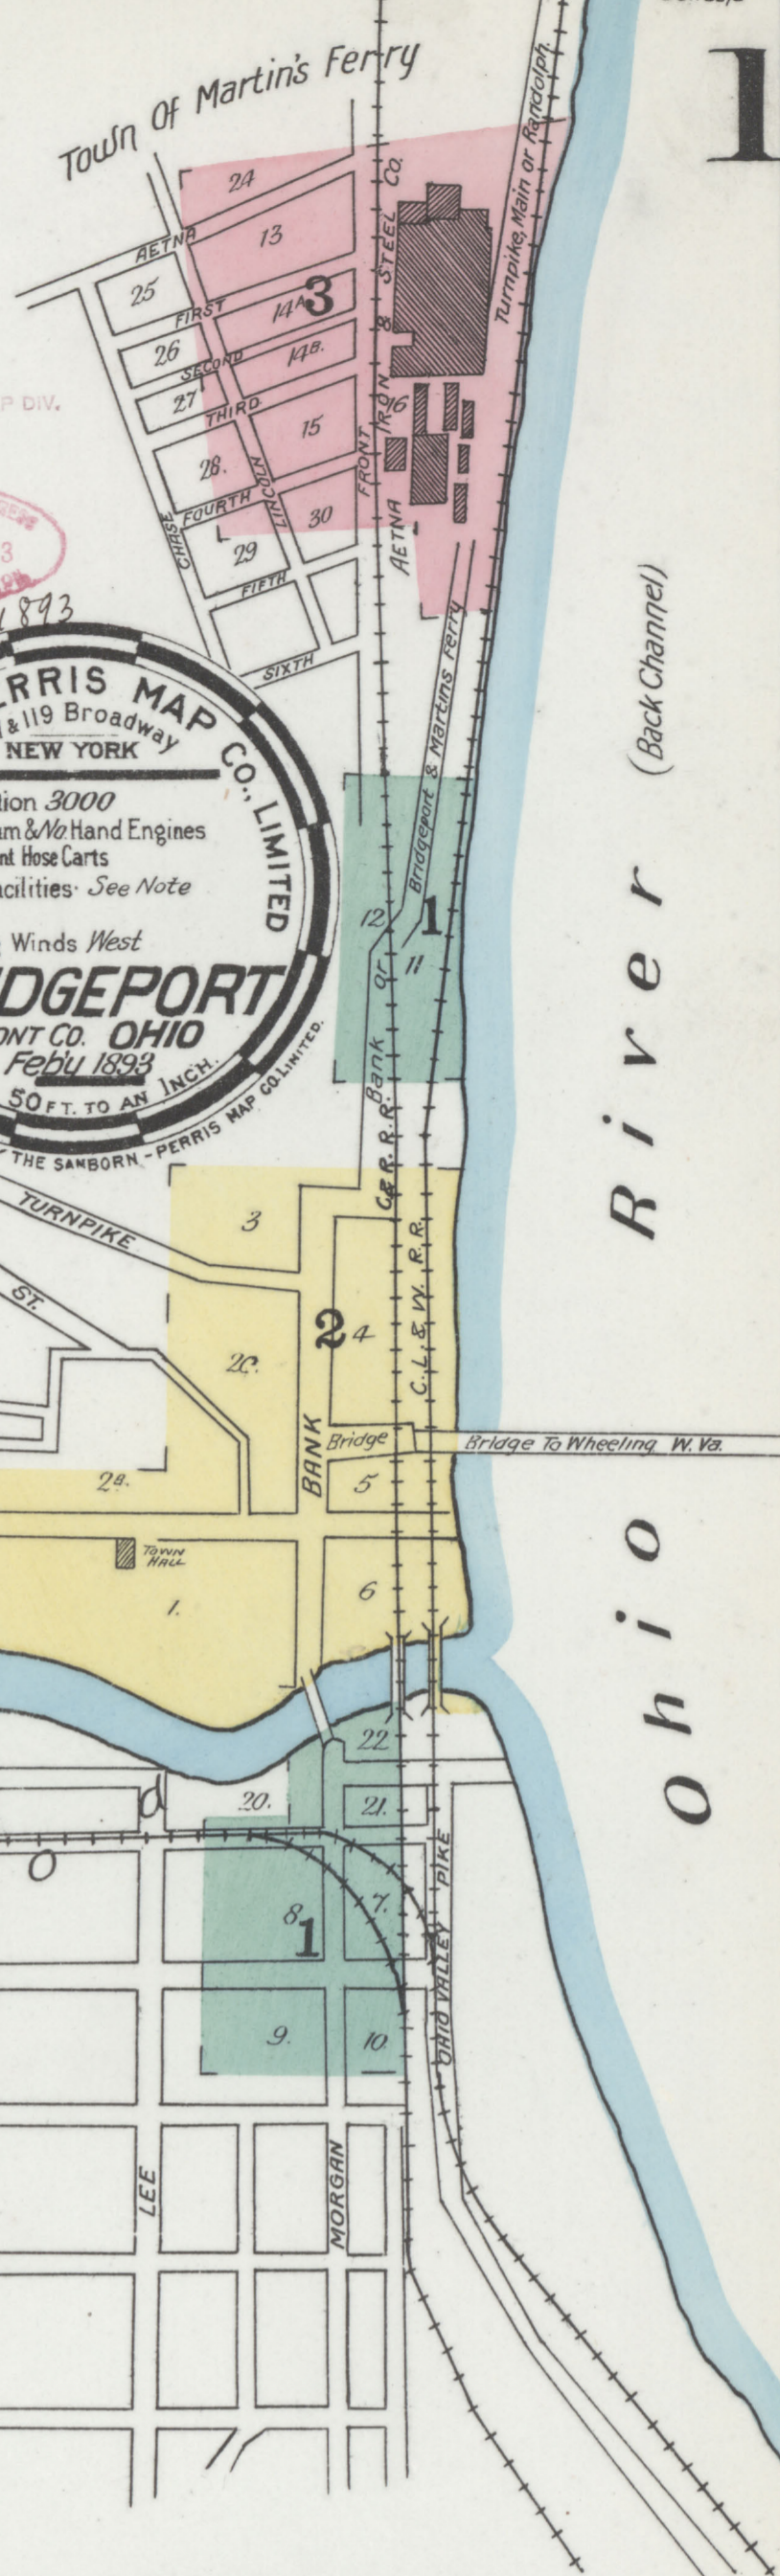 1
Town Of Martin's Ferry
Turnpike, Main or Randolph.
24
AETNA
13
25
FIRST
14A
3
26
SECOND
14B.
27
THIRD
15
16
28.
LINCOLN
FRONT
FOURTH
30
CHASE
29
AETNA IRON & STEEL Co.
FIFTH
SIXTH
P DIV.
3
1893
ERRIS MAP CO., LIMITED
& 119 Broadway
NEW YORK
tion 3000
am & No. Hand Engines
nt Hose Carts
acilities. See Note
Winds West
DGEPORT
ONT CO. OHIO
Feb'y 1893
50 FT. TO AN INCH.
THE SANBORN-PERRIS MAP CO. LIMITED.
Bridgeport & Martins Ferry
12
1
11
Bank or
C & P. R. R.
C. L. & W. R. R.
(Back Channel)
Ohio River
TURNPIKE
3
ST.
2
4
2C.
BANK
Bridge
Bridge To Wheeling W. Va.
2B.
5
TOWN
HALL
1.
6
22
d
20.
21.
O
PIKE
8
1
7.
OHIO VALLEY
9.
10
LEE
MORGAN